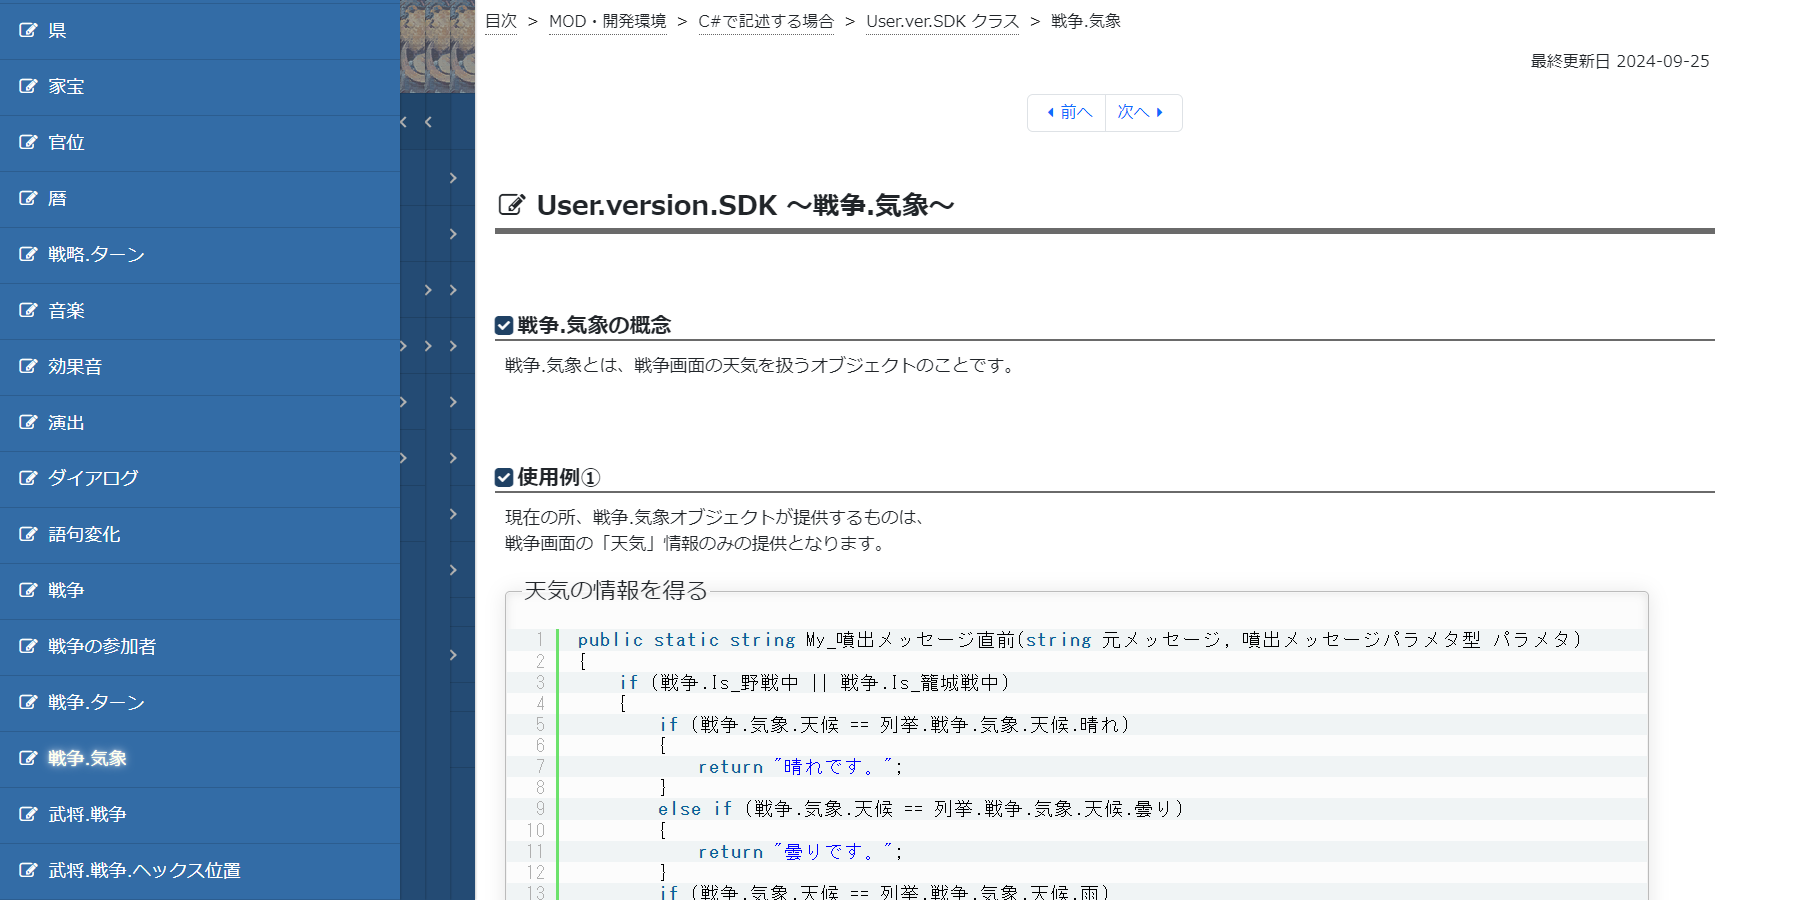 県
家宝
官位
暦
戦略.ターン
音楽
効果音
演出
ダイアログ
語句変化
戦争
戦争の参加者
戦争.ターン
戦争.気象
武将.戦争
武将.戦争.ヘックス位置
目次 > MOD・開発環境 > C#で記述する場合 > User.ver.SDK クラス > 戦争.気象
最終更新日 2024-09-25
前へ 次へ
User.version.SDK ～戦争.気象～
戦争.気象の概念
戦争.気象とは、戦争画面の天気を扱うオブジェクトのことです。
使用例①
現在の所、戦争.気象オブジェクトが提供するものは、
戦争画面の「天気」情報のみの提供となります。
天気の情報を得る
1 public static string My_噴出メッセージ直前(string 元メッセージ, 噴出メッセージパラメタ型 パラメタ)
2 {
3 if (戦争.Is_野戦中 || 戦争.Is_籠城戦中)
4 {
5 if (戦争.気象.天候 == 列挙.戦争.気象.天候.晴れ)
6 {
7 return "晴れです。";
8 }
9 else if (戦争.気象.天候 == 列挙.戦争.気象.天候.曇り)
10 {
11 return "曇りです。";
12 }
13 if (戦争.気象.天候 == 列挙.戦争.気象.天候.雨)